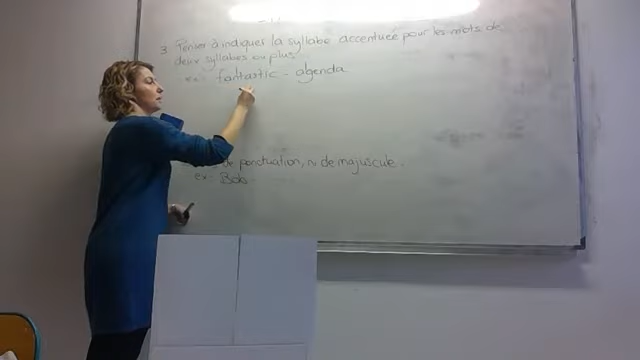 3. Penser à indiquer la syllabe accentuée pour les mots de
deux syllabes ou plus
ex: fantastic - agenda
de ponctuation, ni de majuscule.
ex: Bob.